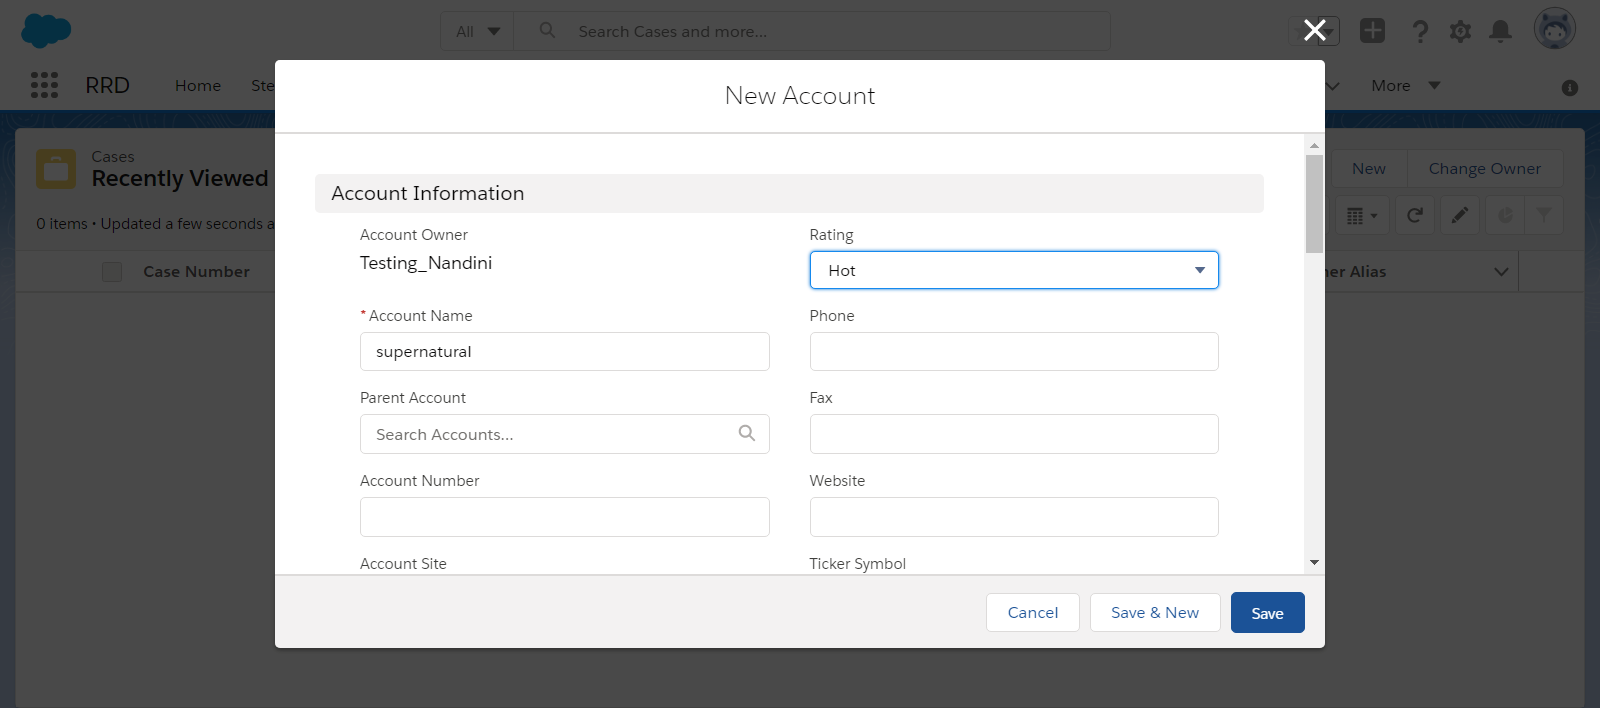 All
Search Cases and more...
RRD
Home
More
New Account
Cases
Recently Viewed
New
Change Owner
0 items • Updated a few seconds a
Case Number
Account Information
Account Owner
Rating
Testing_Nandini
Hot
* Account Name
Phone
supernatural
Parent Account
Fax
Search Accounts...
Account Number
Website
Account Site
Ticker Symbol
Alias
Cancel
Save & New
Save